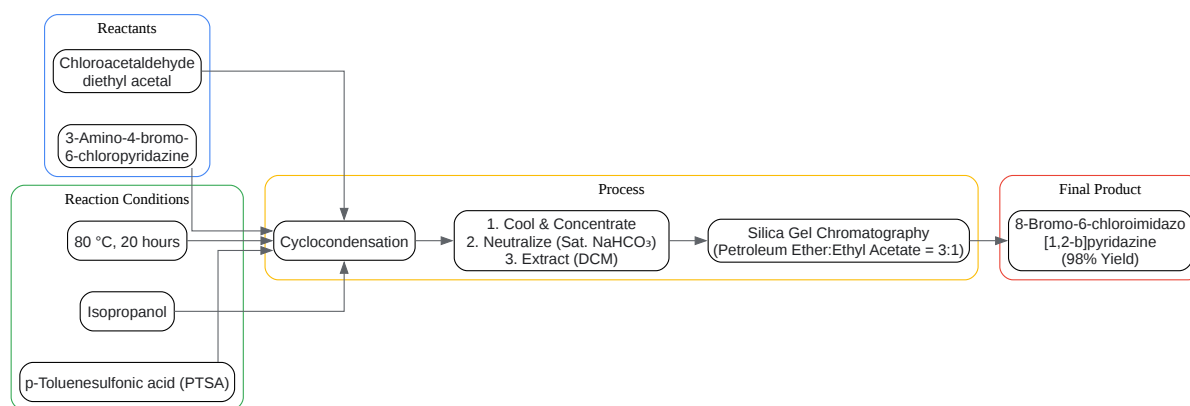 Reactants
Chloroacetaldehyde
diethyl acetal
3-Amino-4-bromo-
6-chloropyridazine
Reaction Conditions
80 °C, 20 hours
Isopropanol
p-Toluenesulfonic acid (PTSA)
Process
Cyclocondensation
1. Cool & Concentrate
2. Neutralize (Sat. NaHCO₃)
3. Extract (DCM)
Silica Gel Chromatography
(Petroleum Ether:Ethyl Acetate = 3:1)
Final Product
8-Bromo-6-chloroimidazo
[1,2-b]pyridazine
(98% Yield)